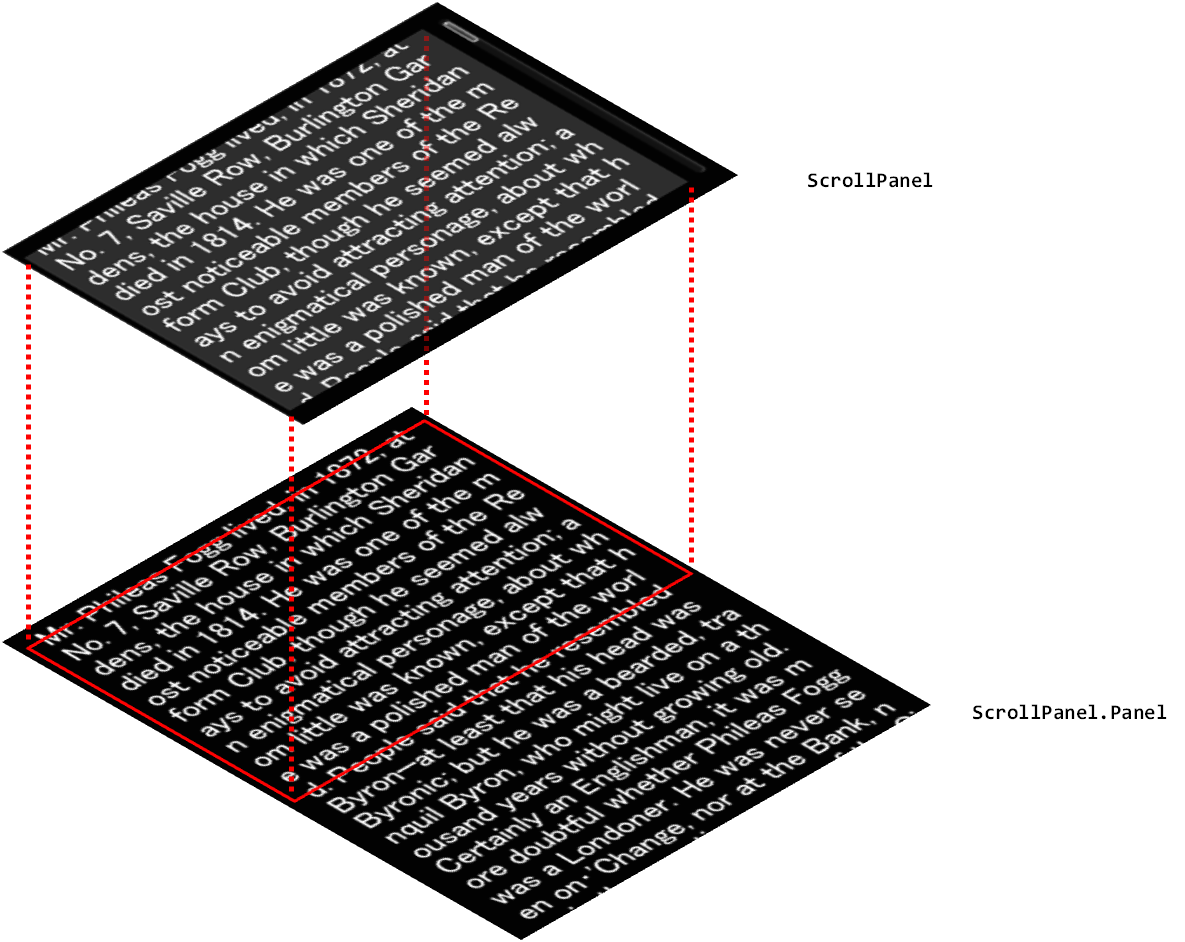 Mr. Phileas Fogg lived, in 1872, at
No. 7, Saville Row, Burlington Gar
dens, the house in which Sheridan
died in 1814. He was one of the m
ost noticeable members of the Re
form Club, though he seemed alw
ays to avoid attracting attention; a
n enigmatical personage, about wh
om little was known, except that h
e was a polished man of the worl
d. People said that he resembled
ScrollPanel
Mr. Phileas Fogg lived, in 1872, at
No. 7, Saville Row, Burlington Gar
dens, the house in which Sheridan
died in 1814. He was one of the m
ost noticeable members of the Re
form Club, though he seemed alw
ays to avoid attracting attention; a
n enigmatical personage, about wh
om little was known, except that h
e was a polished man of the worl
d. People said that he resembled
Byron—at least that his head was
Byronic; but he was a bearded, tra
nquil Byron, who might live on a th
ousand years without growing old.
Certainly an Englishman, it was m
ore doubtful whether Phileas Fogg
was a Londoner. He was never se
en on 'Change, nor at the Bank, n
ScrollPanel.Panel